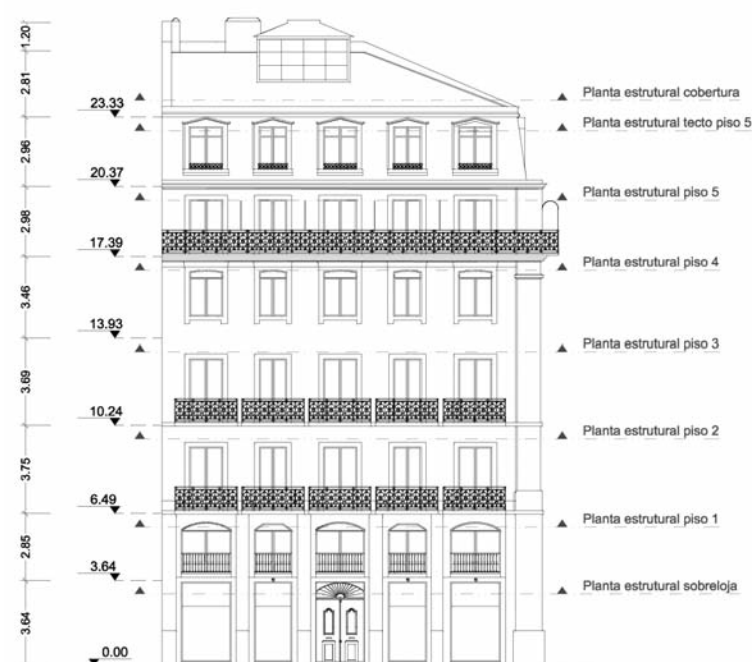 1.20
2.81
2.96
2.98
3.46
3.69
3.75
2.85
3.64
23.33
20.37
17.39
13.93
10.24
6.49
3.64
0.00
Planta estrutural cobertura
Planta estrutural tecto piso 5
Planta estrutural piso 5
Planta estrutural piso 4
Planta estrutural piso 3
Planta estrutural piso 2
Planta estrutural piso 1
Planta estrutural sobreloja